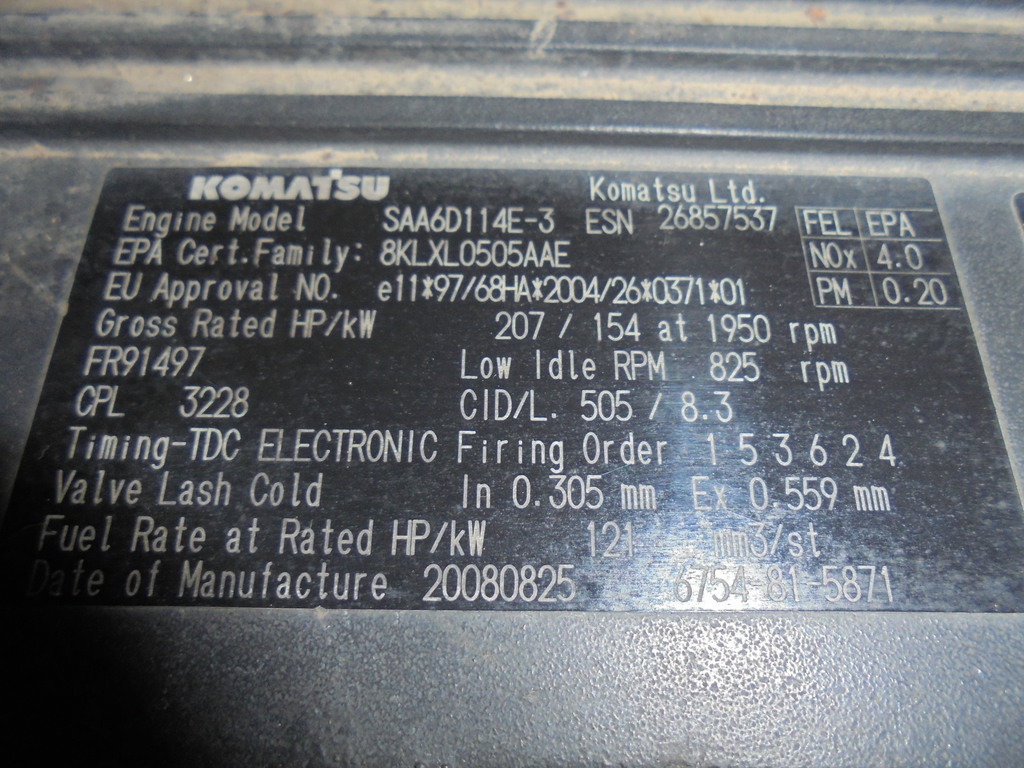 KOMATSU Komatsu Ltd.
Engine Model SAA6D114E-3 ESN 26857537 FEL EPA
EPA Cert.Family: 8KLXL0505AAE NOx 4.0
EU Approval NO. e11*97/68HA*2004/26*0371*01 PM 0.20
Gross Rated HP/kW 207 / 154 at 1950 rpm
FR91497 Low Idle RPM 825 rpm
CPL 3228 CID/L. 505 / 8.3
Timing-TDC ELECTRONIC Firing Order 1 5 3 6 2 4
Valve Lash Cold In 0.305 mm Ex 0.559 mm
Fuel Rate at Rated HP/kW 121 mm3/st
Date of Manufacture 20080825 6754-81-5871